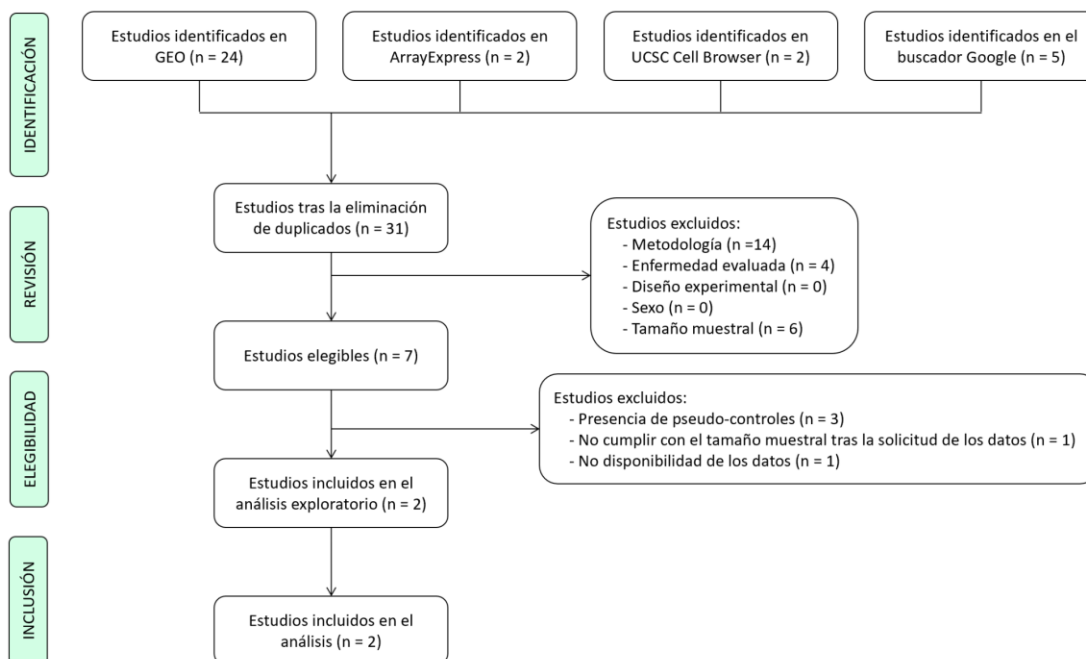 IDENTIFICACIÓN
Estudios identificados en
GEO (n = 24)
Estudios identificados en
ArrayExpress (n = 2)
Estudios identificados en
UCSC Cell Browser (n = 2)
Estudios identificados en el
buscador Google (n = 5)
REVISIÓN
Estudios tras la eliminación
de duplicados (n = 31)
Estudios excluidos:
- Metodología (n =14)
- Enfermedad evaluada (n = 4)
- Diseño experimental (n = 0)
- Sexo (n = 0)
- Tamaño muestral (n = 6)
Estudios elegibles (n = 7)
ELEGIBILIDAD
Estudios excluidos:
- Presencia de pseudo-controles (n = 3)
- No cumplir con el tamaño muestral tras la solicitud de los datos (n = 1)
- No disponibilidad de los datos (n = 1)
Estudios incluidos en el
análisis exploratorio (n = 2)
INCLUSIÓN
Estudios incluidos en el
análisis (n = 2)